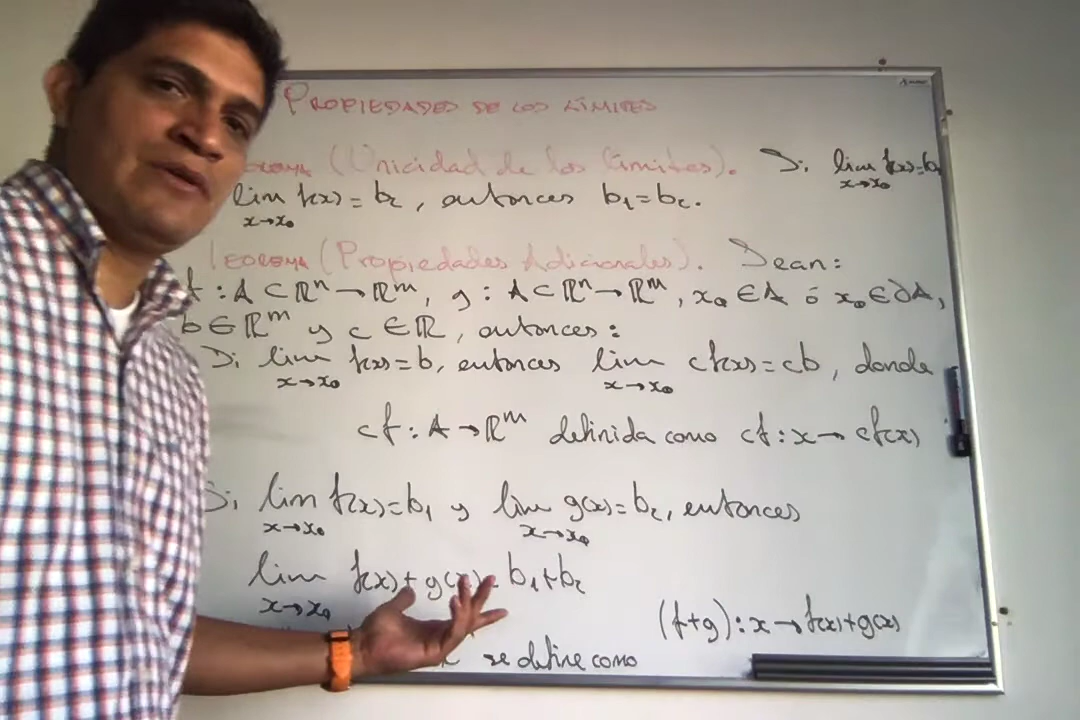 PROPIEDADES DE LOS LÍMITES
(Unicidad de los límites). Si lim f(x)=b₁
x→x₀
lim f(x) = b₂, entonces b₁=b₂.
x→x₀
TEOREMA (Propiedades Adicionales). Sean:
f : A ⊂ ℝⁿ → ℝᵐ, g : A ⊂ ℝⁿ → ℝᵐ, x₀ ∈ A ó x₀ ∈ ∂A,
b ∈ ℝᵐ y c ∈ ℝ, entonces:
Si lim f(x) = b, entonces lim cf(x) = cb, donde
x→x₀ x→x₀
cf : A → ℝᵐ definida como cf : x → cf(x)
Si lim f(x) = b₁ y lim g(x) = b₂, entonces
x→x₀ x→x₀
lim f(x) + g(x) = b₁+b₂
x→x₀
(f+g) : x → f(x)+g(x)
se define como